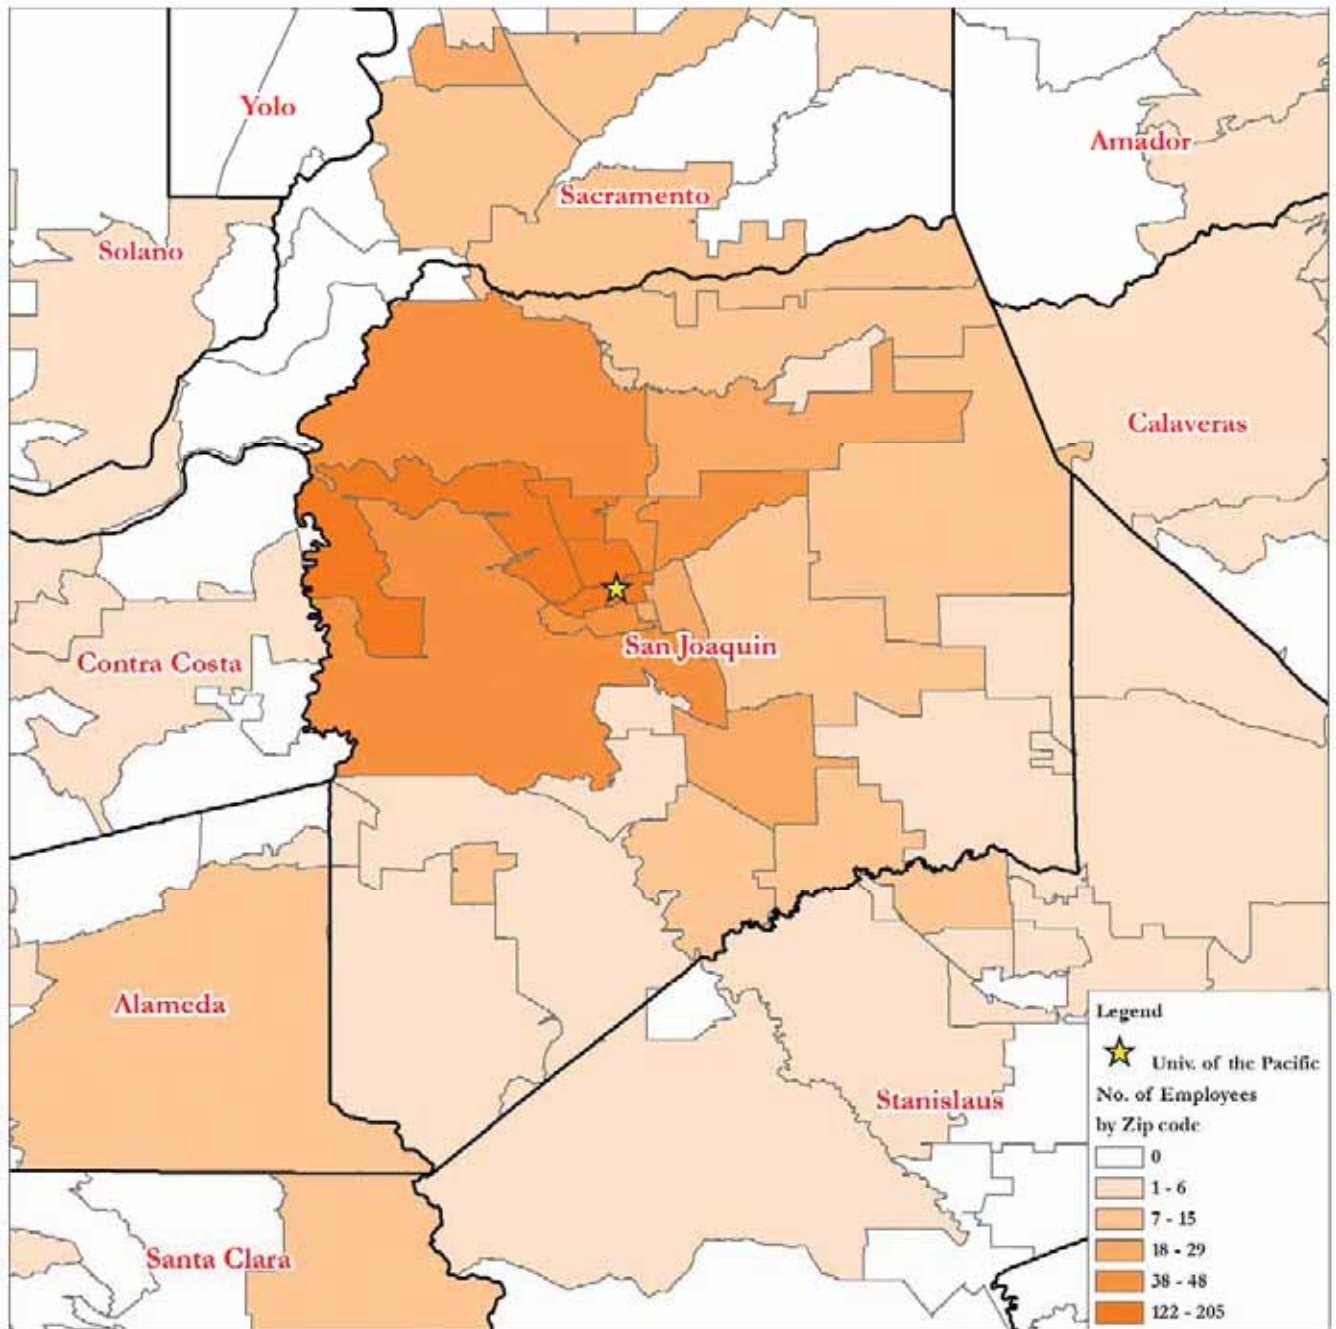 Yolo
Amador
Sacramento
Solano
Calaveras
San Joaquin
Contra Costa
Alameda
Stanislaus
Santa Clara
Legend
Univ. of the Pacific
No. of Employees
by Zip code
0
1 - 6
7 - 15
18 - 29
38 - 48
122 - 205